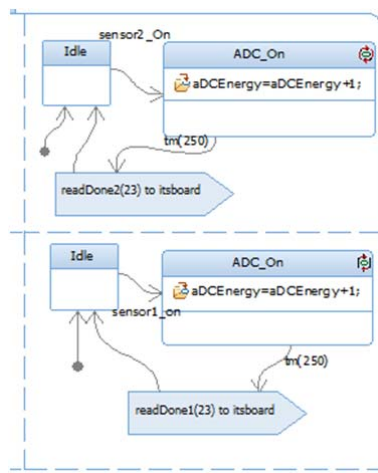 sensor2_On
Idle
ADC_On
aDCEnergy=aDCEnergy+1;
tm(250)
readDone2(23) to itsboard
Idle
ADC_On
aDCEnergy=aDCEnergy+1;
sensor1_on
tm(250)
readDone1(23) to itsboard